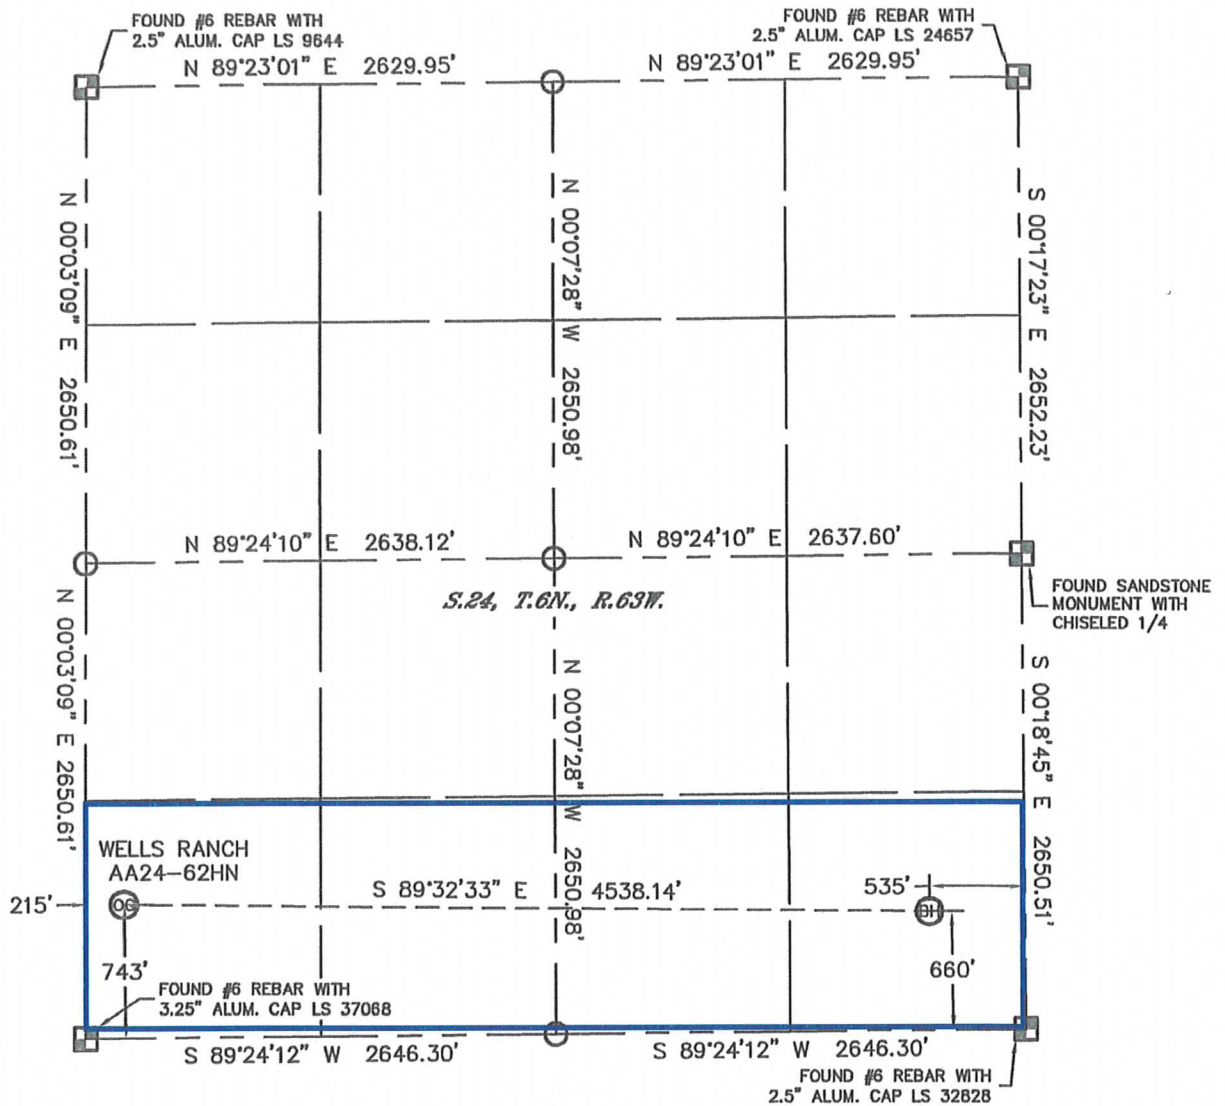 FOUND #6 REBAR WITH
2.5" ALUM. CAP LS 9644
FOUND #6 REBAR WITH
2.5" ALUM. CAP LS 24657
N 89°23'01" E 2629.95'
N 89°23'01" E 2629.95'
N 00°03'09" E 2650.61'
N 00°07'28" W 2650.98'
S 00°17'23" E 2652.23'
N 89°24'10" E 2638.12'
N 89°24'10" E 2637.60'
S.24, T.6N., R.63W.
FOUND SANDSTONE
MONUMENT WITH
CHISELED 1/4
N 00°03'09" E 2650.61'
N 00°07'28" W 2650.98'
S 00°18'45" E 2650.51'
WELLS RANCH
AA24-62HN
S 89°32'33" E 4538.14'
535'
215'
OG
BH
743'
660'
FOUND #6 REBAR WITH
3.25" ALUM. CAP LS 37068
S 89°24'12" W 2646.30'
S 89°24'12" W 2646.30'
FOUND #6 REBAR WITH
2.5" ALUM. CAP LS 32828